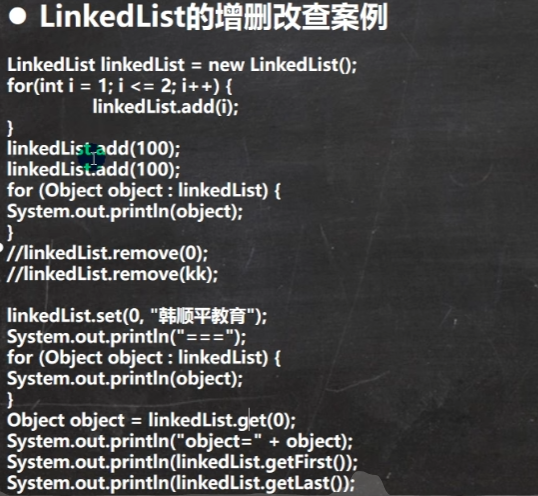 ● LinkedList的增删改查案例
LinkedList linkedList = new LinkedList();
for(int i = 1; i <= 2; i++) {
linkedList.add(i);
}
linkedList.add(100);
linkedList.add(100);
for (Object object : linkedList) {
System.out.println(object);
}
//linkedList.remove(0);
//linkedList.remove(kk);
linkedList.set(0, "韩顺平教育");
System.out.println("===");
for (Object object : linkedList) {
System.out.println(object);
}
Object object = linkedList.get(0);
System.out.println("object=" + object);
System.out.println(linkedList.getFirst());
System.out.println(linkedList.getLast());